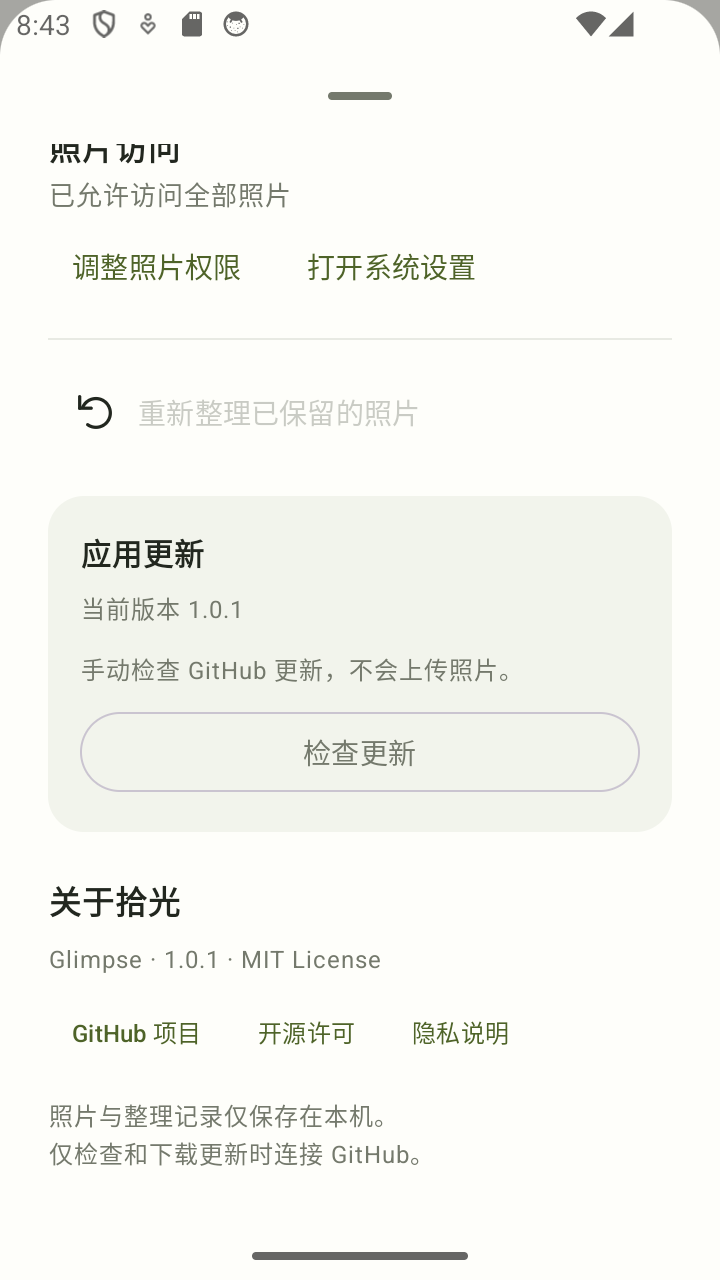 8:43
照片访问
已允许访问全部照片
调整照片权限 打开系统设置
重新整理已保留的照片
应用更新
当前版本 1.0.1
手动检查 GitHub 更新，不会上传照片。
检查更新
关于拾光
Glimpse · 1.0.1 · MIT License
GitHub 项目 开源许可 隐私说明
照片与整理记录仅保存在本机。
仅检查和下载更新时连接 GitHub。